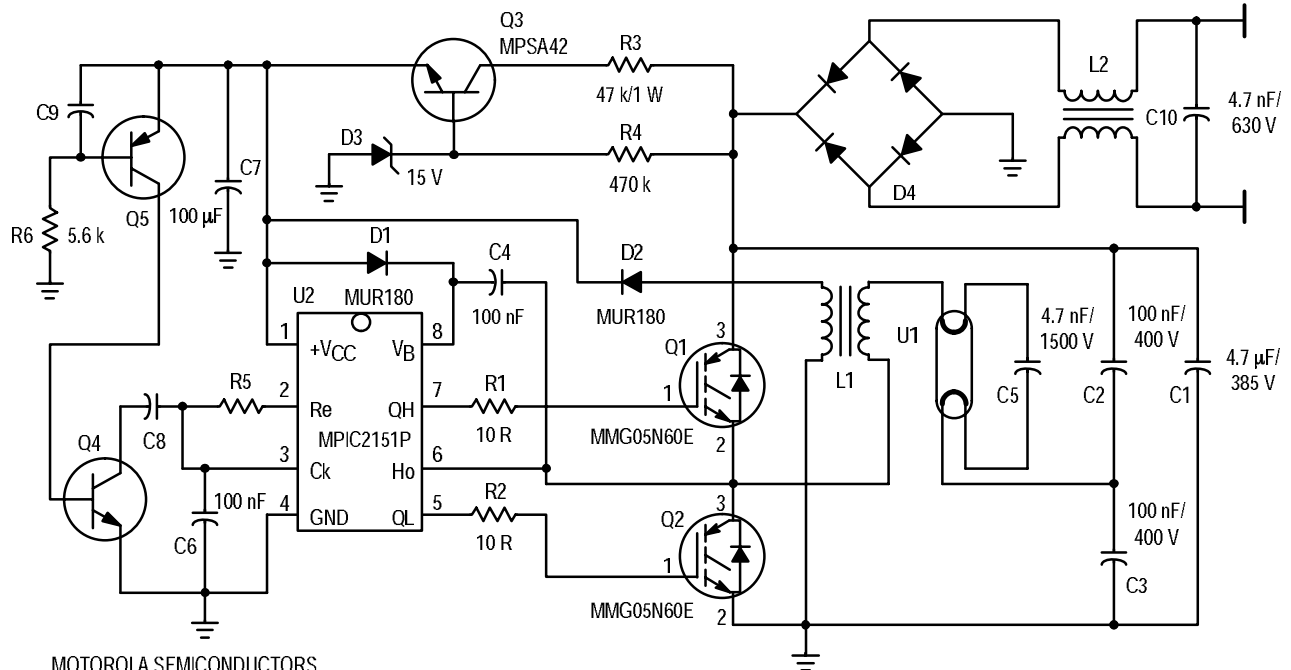 Q3
MPSA42
R3
47 k/1 W
L2
C10
4.7 nF/
630 V
C9
D3
15 V
R4
470 k
D4
C7
100 µF
Q5
R6
5.6 k
D1
MUR180
C4
100 nF
D2
MUR180
U2
1
+VCC
VB
8
2
Re
QH
7
MPIC2151P
3
Ck
Ho
6
4
GND
QL
5
R5
C8
Q4
100 nF
C6
R1
10 R
R2
10 R
Q1
3
1
2
MMG05N60E
Q2
3
1
2
MMG05N60E
L1
U1
4.7 nF/
1500 V
C5
100 nF/
400 V
C2
4.7 µF/
385 V
C1
100 nF/
400 V
C3
MOTOROLA SEMICONDUCTORS